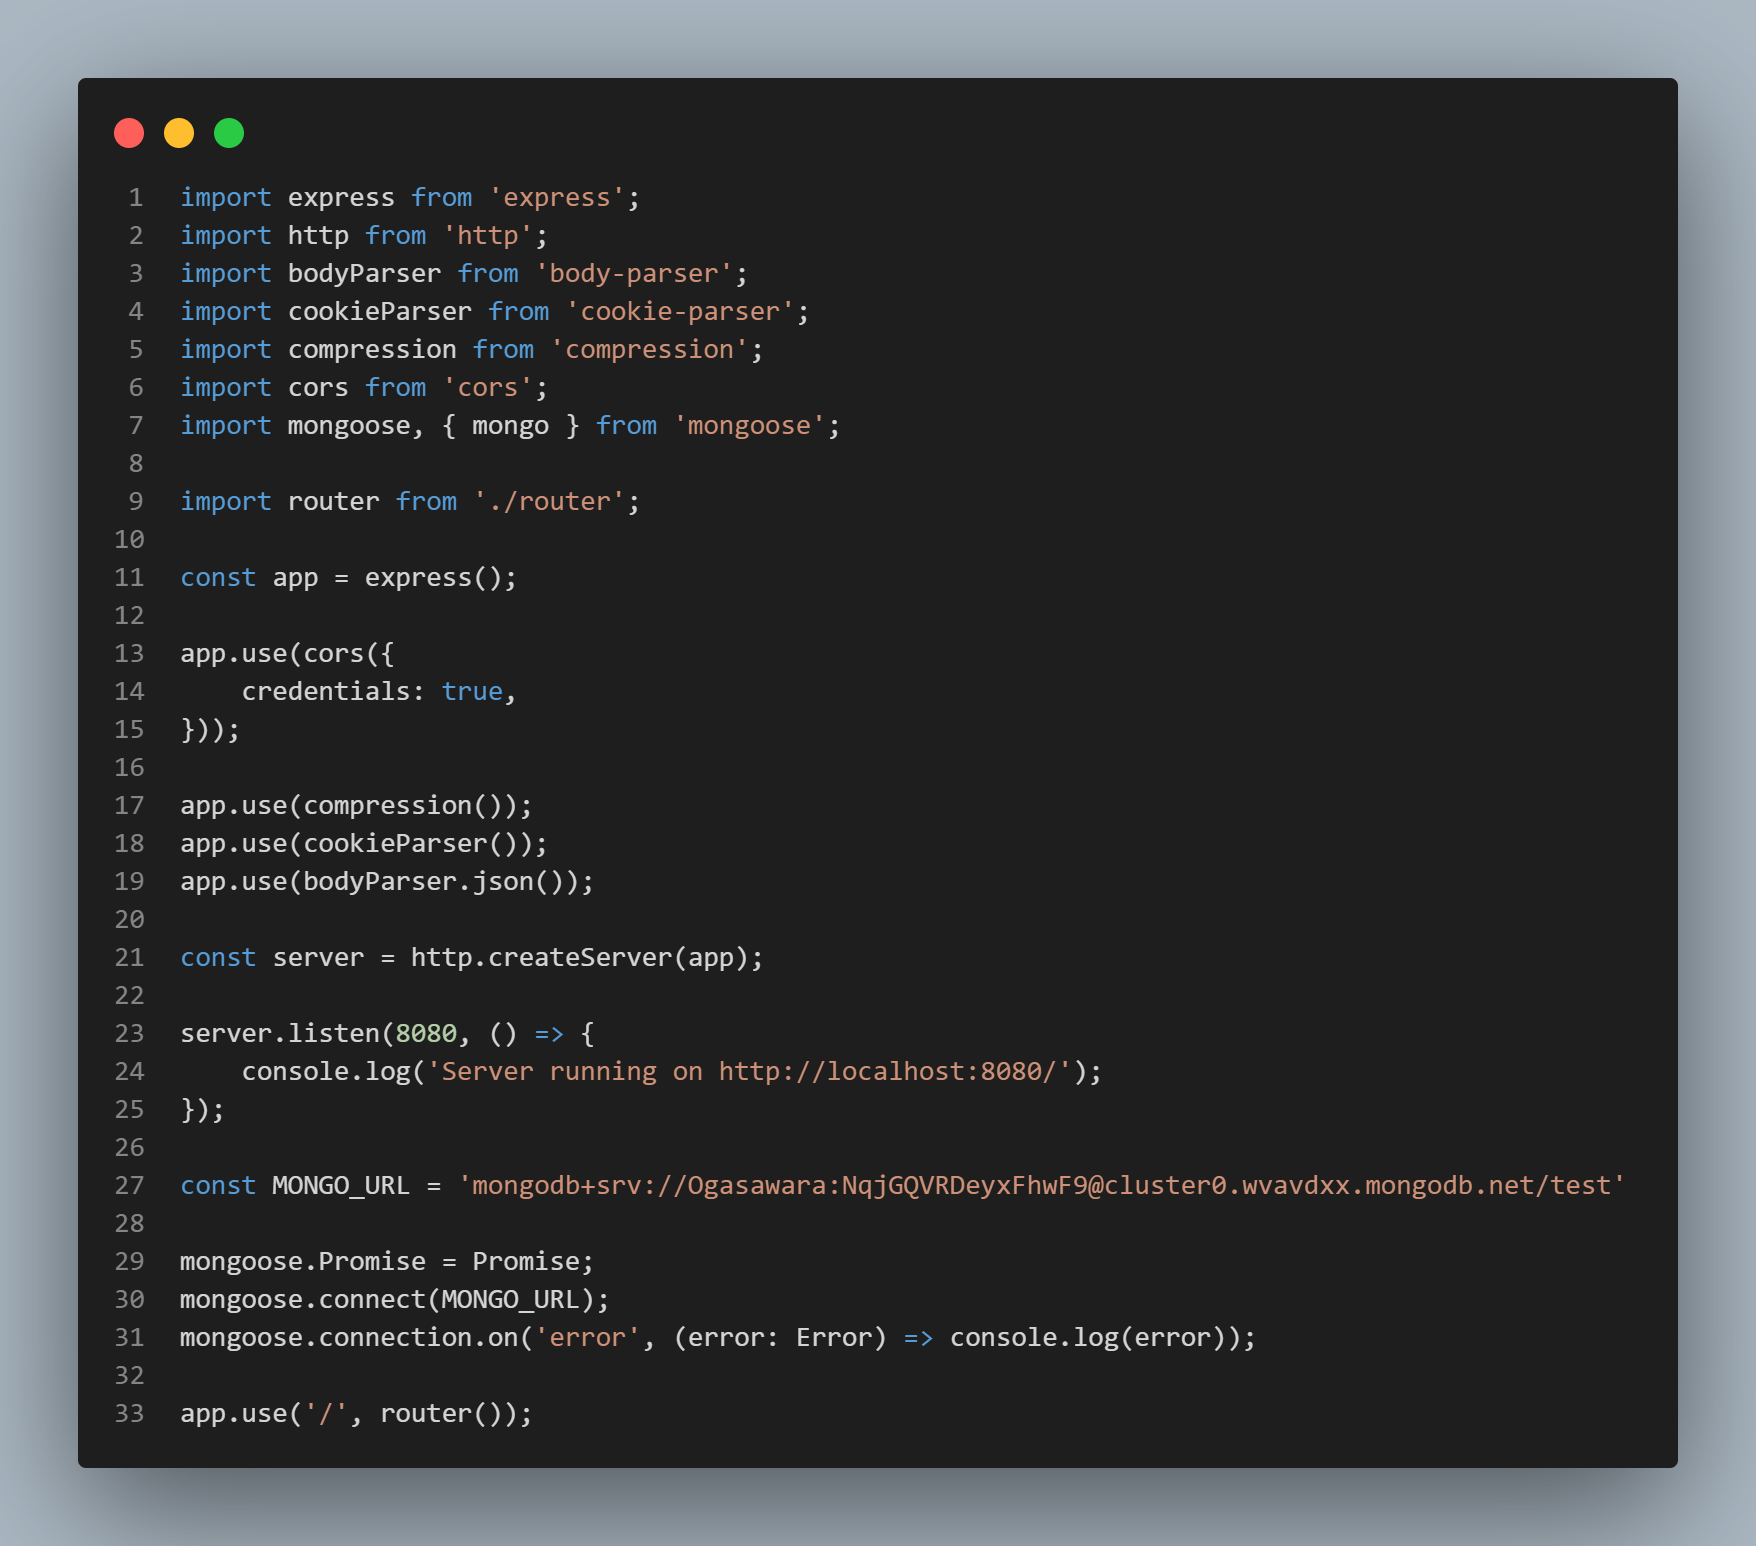 1 import express from 'express';
2 import http from 'http';
3 import bodyParser from 'body-parser';
4 import cookieParser from 'cookie-parser';
5 import compression from 'compression';
6 import cors from 'cors';
7 import mongoose, { mongo } from 'mongoose';
8
9 import router from './router';
10
11 const app = express();
12
13 app.use(cors({
14     credentials: true,
15 }));
16
17 app.use(compression());
18 app.use(cookieParser());
19 app.use(bodyParser.json());
20
21 const server = http.createServer(app);
22
23 server.listen(8080, () => {
24     console.log('Server running on http://localhost:8080/');
25 });
26
27 const MONGO_URL = 'mongodb+srv://Ogasawara:NqjGQVRDeyxFhwF9@cluster0.wvavdxx.mongodb.net/test'
28
29 mongoose.Promise = Promise;
30 mongoose.connect(MONGO_URL);
31 mongoose.connection.on('error', (error: Error) => console.log(error));
32
33 app.use('/', router());